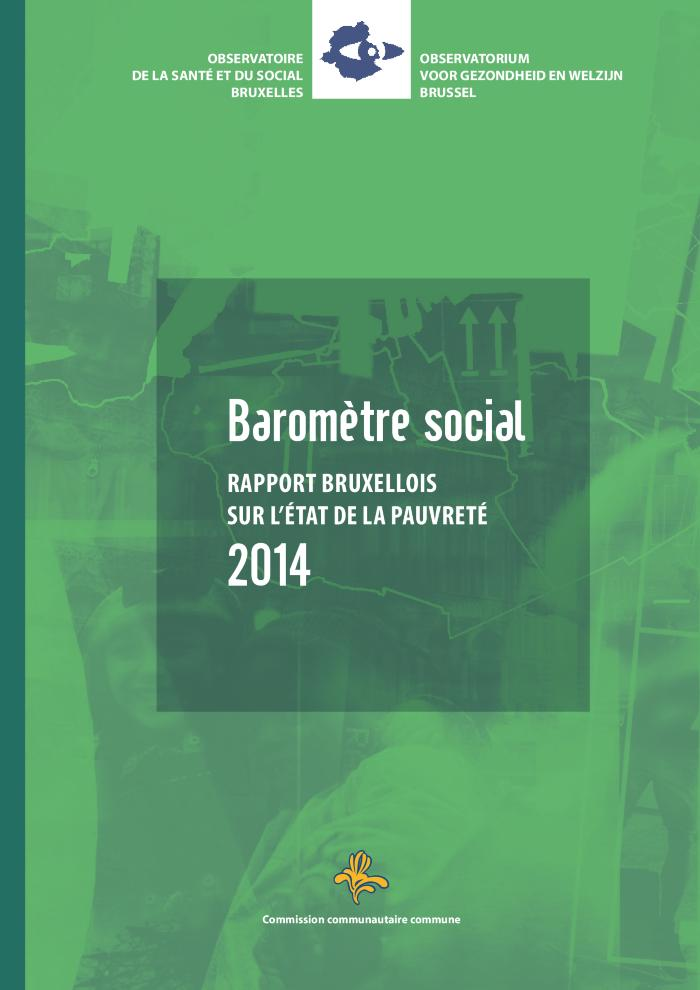 OBSERVATOIRE
DE LA SANTÉ ET DU SOCIAL
BRUXELLES
OBSERVATORIUM
VOOR GEZONDHEID EN WELZIJN
BRUSSEL
Baromètre social
RAPPORT BRUXELLOIS
SUR L'ÉTAT DE LA PAUVRETÉ
2014
Commission communautaire commune